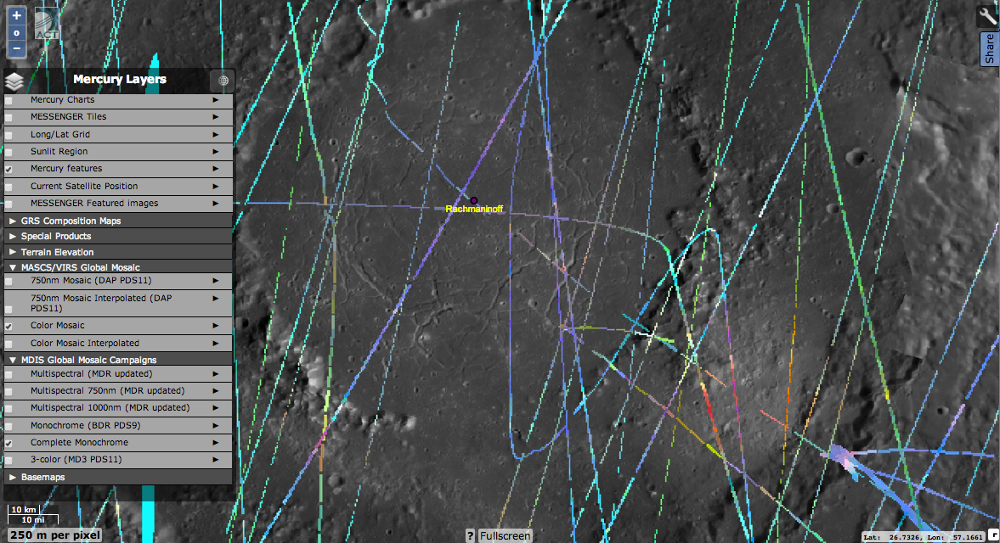 +
o
−
ACT
Share
Mercury Layers
Mercury Charts
MESSENGER Tiles
Long/Lat Grid
Sunlit Region
Mercury features
Current Satellite Position
MESSENGER Featured images
GRS Composition Maps
Special Products
Terrain Elevation
MASCS/VIRS Global Mosaic
750nm Mosaic (DAP PDS11)
750nm Mosaic Interpolated (DAP
PDS11)
Color Mosaic
Color Mosaic Interpolated
MDIS Global Mosaic Campaigns
Multispectral (MDR updated)
Multispectral 750nm (MDR updated)
Multispectral 1000nm (MDR updated)
Monochrome (BDR PDS9)
Complete Monochrome
3-color (MD3 PDS11)
Basemaps
Rachmaninoff
10 km
10 mi
250 m per pixel
? Fullscreen
Lat: 26.7326, Lon: 57.1661
r